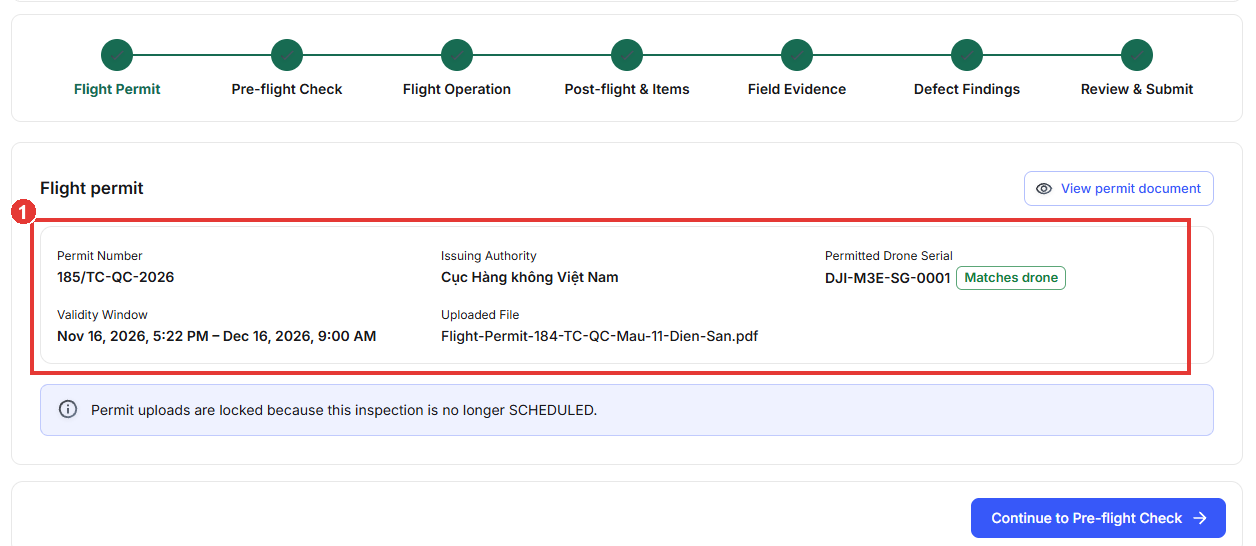 Flight Permit
Pre-flight Check
Flight Operation
Post-flight & Items
Field Evidence
Defect Findings
Review & Submit
Flight permit
View permit document
1
Permit Number
Issuing Authority
Permitted Drone Serial
185/TC-QC-2026
Cục Hàng không Việt Nam
DJI-M3E-SG-0001 Matches drone
Validity Window
Uploaded File
Nov 16, 2026, 5:22 PM – Dec 16, 2026, 9:00 AM
Flight-Permit-184-TC-QC-Mau-11-Dien-San.pdf
Permit uploads are locked because this inspection is no longer SCHEDULED.
Continue to Pre-flight Check →